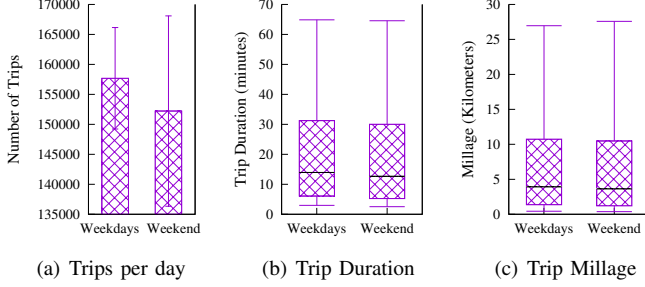 Number of Trips
170000
165000
160000
155000
150000
145000
140000
135000
Weekdays Weekend
(a) Trips per day
Trip Duration (minutes)
70
60
50
40
30
20
10
0
Weekdays Weekend
(b) Trip Duration
Millage (Kilometers)
30
25
20
15
10
5
0
Weekdays Weekend
(c) Trip Millage